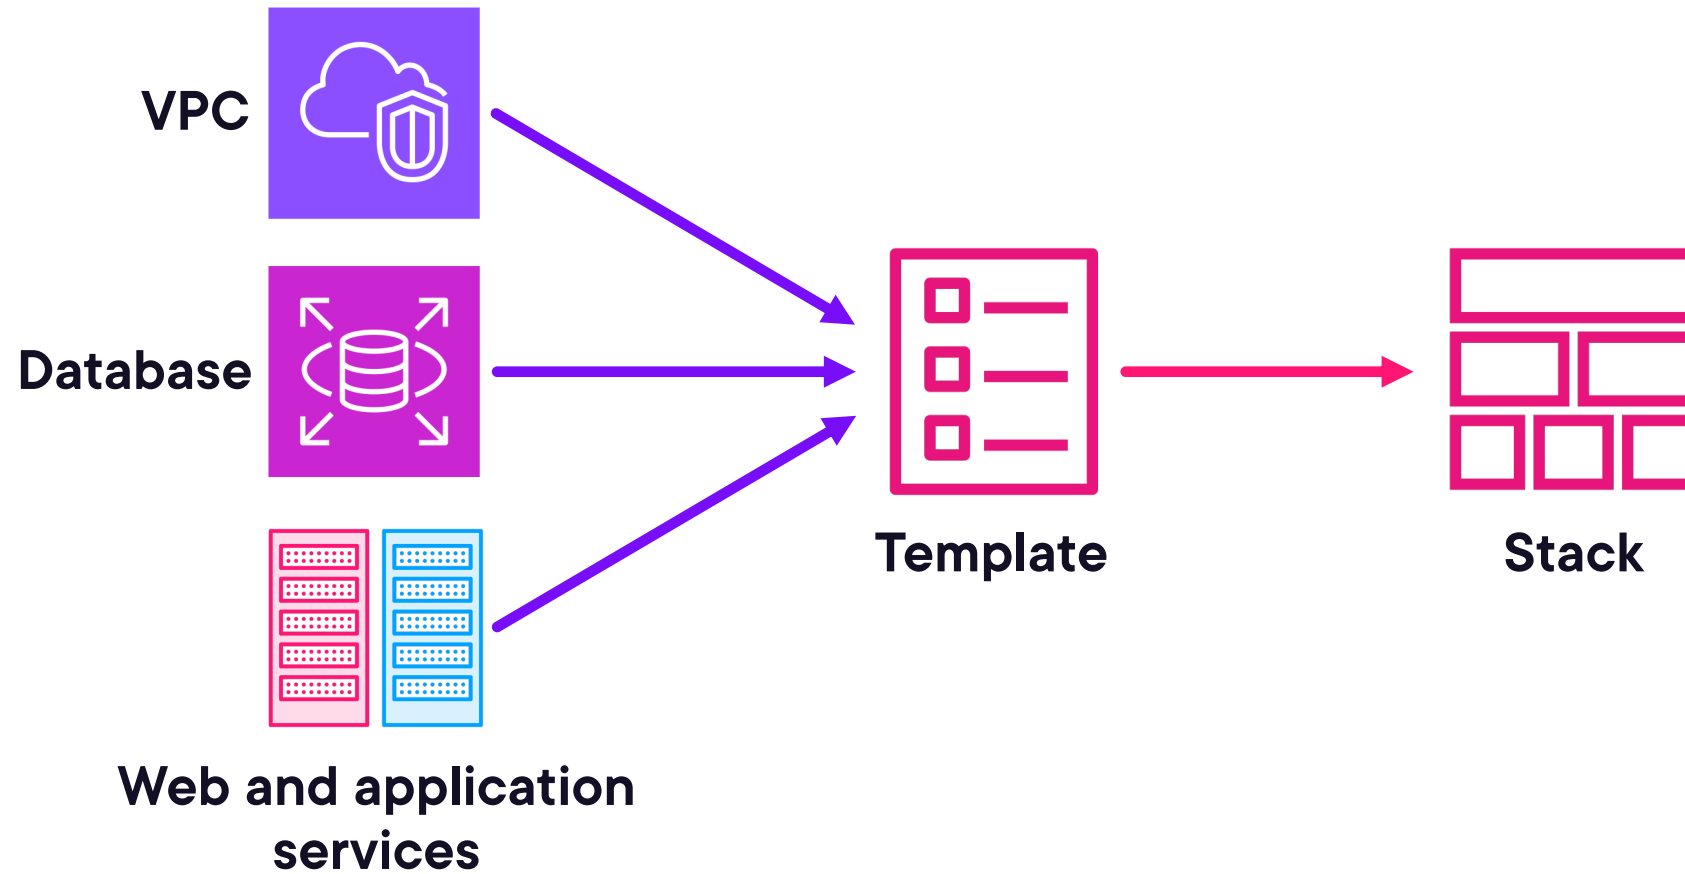 VPC
Database
Template
Stack
Web and application
services